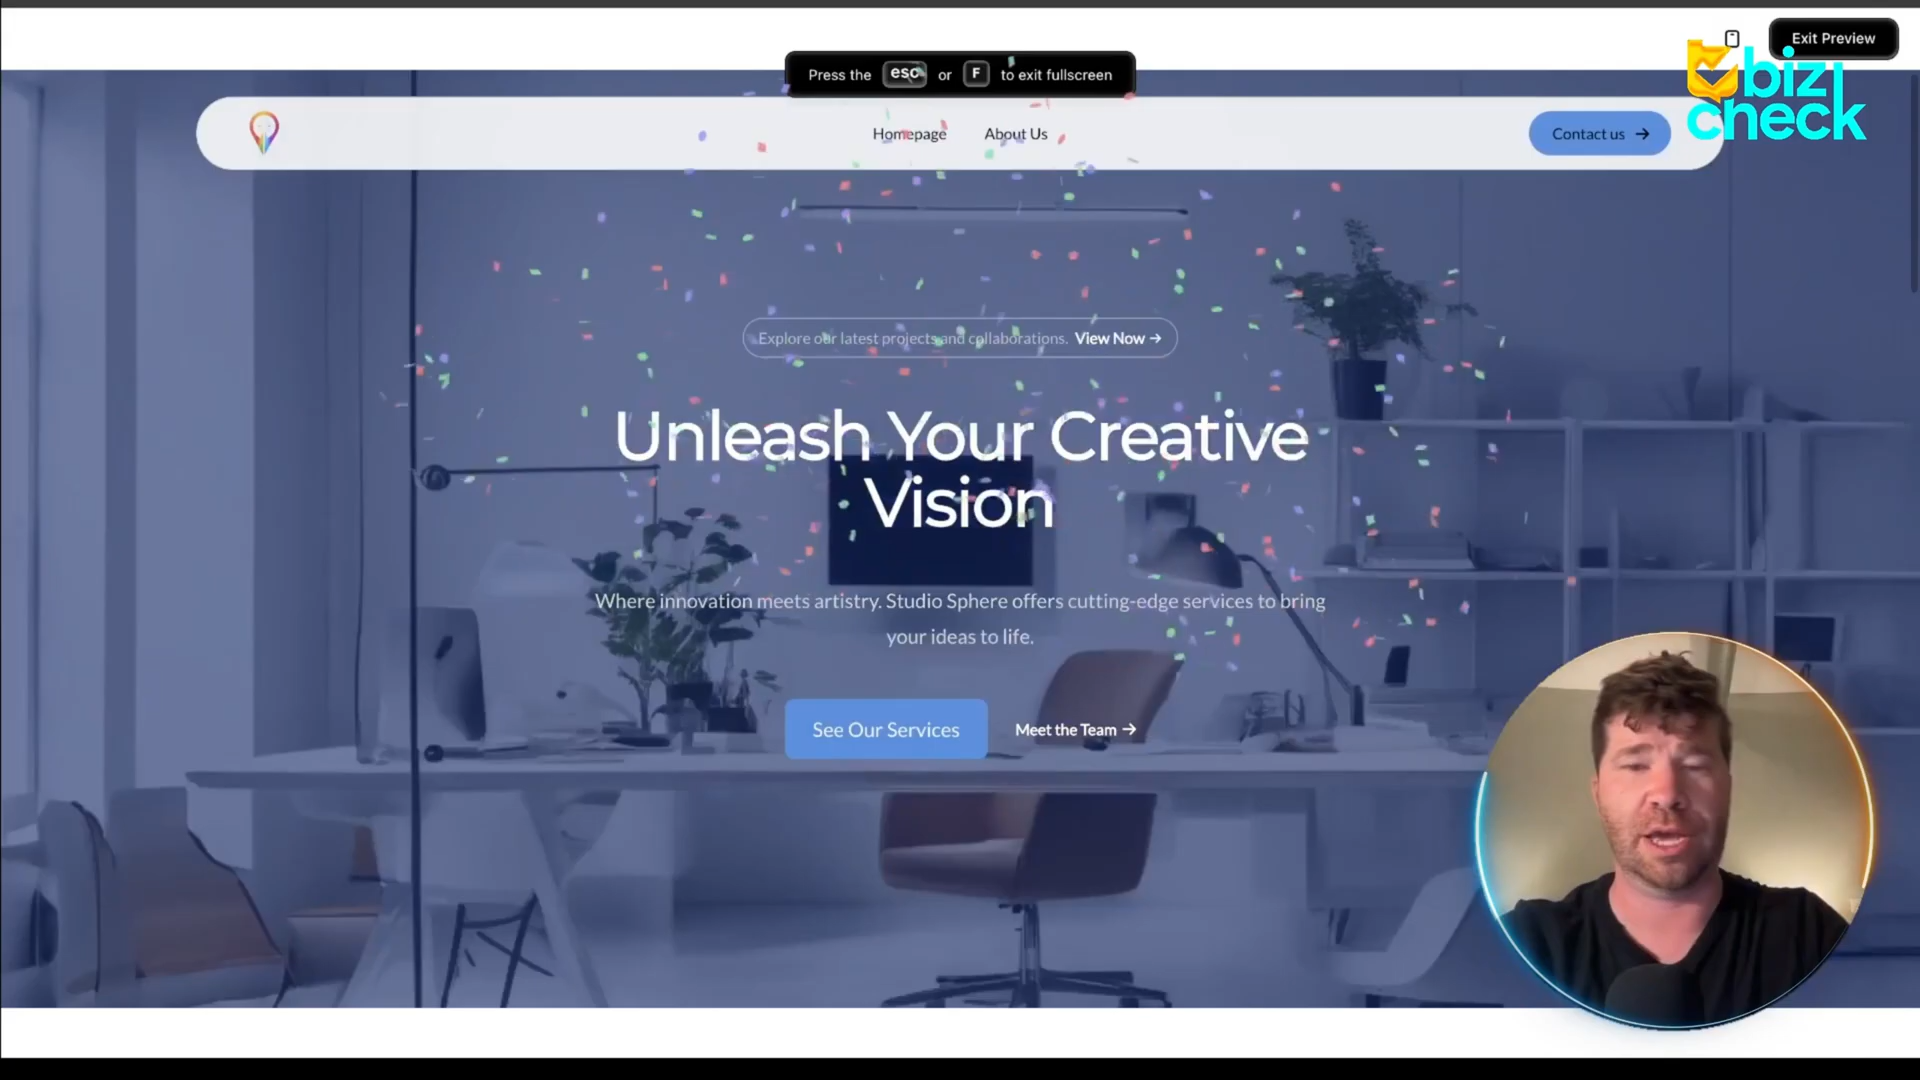 Exit Preview
Press the esc or F to exit fullscreen
bizi
check
Homepage
About Us
Contact us →
Explore our latest projects and collaborations. View Now →
Unleash Your Creative
Vision
Where innovation meets artistry. Studio Sphere offers cutting-edge services to bring
your ideas to life.
See Our Services
Meet the Team →